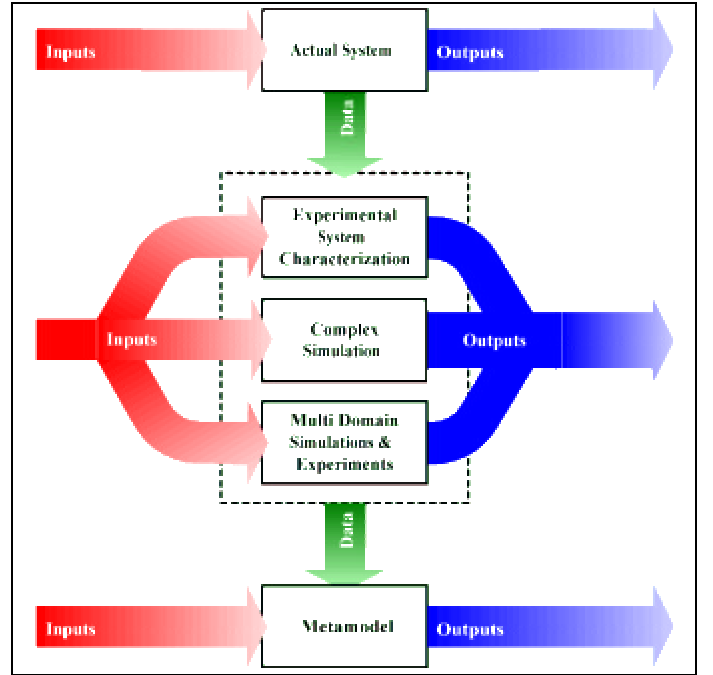 Inputs
Actual System
Outputs
Data
Experimental
System
Characterization
Inputs
Complex
Simulation
Outputs
Multi Domain
Simulations &
Experiments
Data
Inputs
Metamodel
Outputs